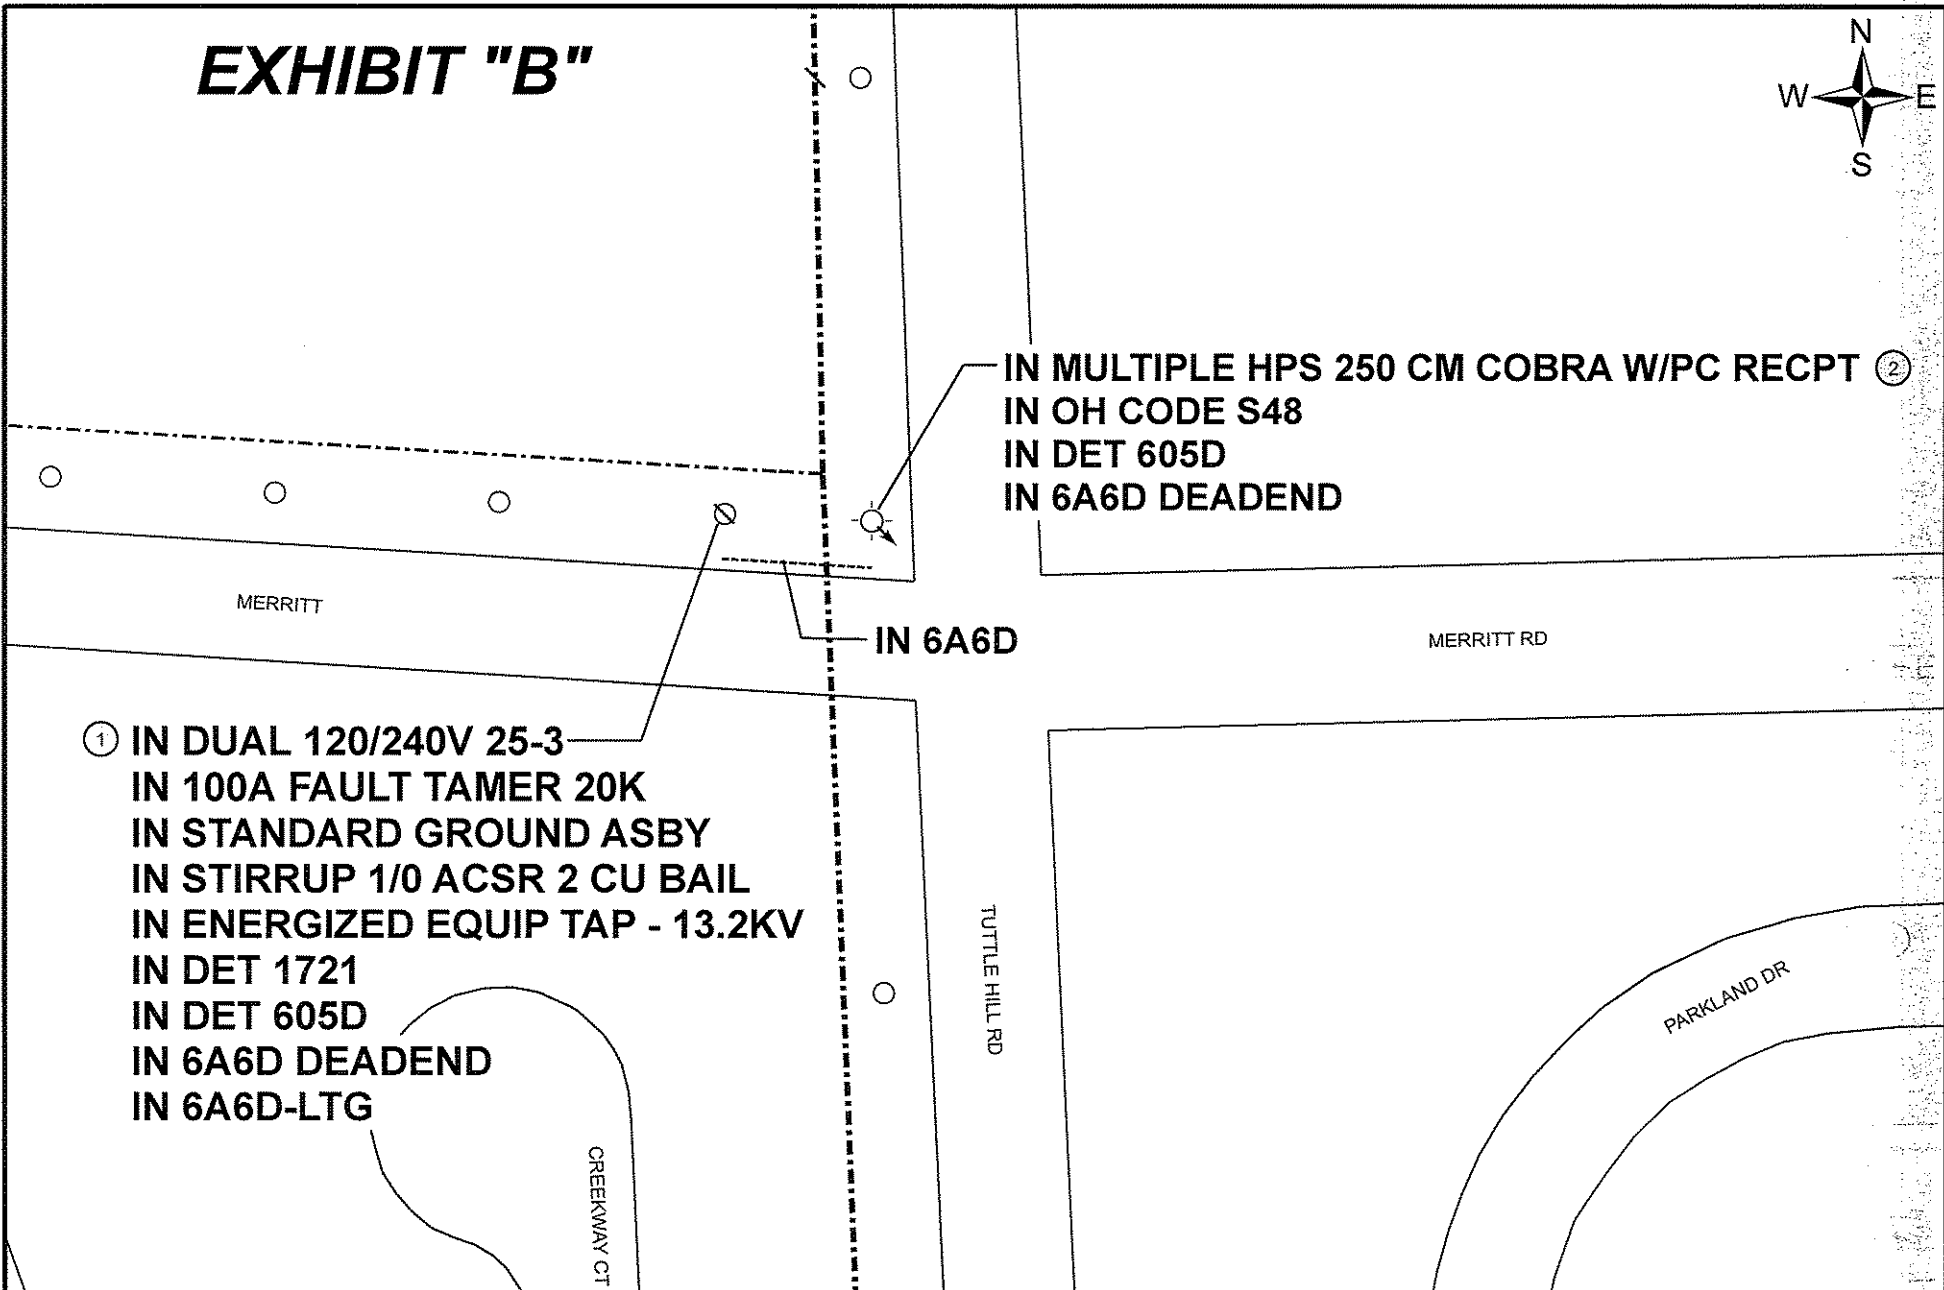 EXHIBIT "B"
N
W E
S
IN MULTIPLE HPS 250 CM COBRA W/PC RECPT 2
IN OH CODE S48
IN DET 605D
IN 6A6D DEADEND
MERRITT
IN 6A6D
MERRITT RD
1 IN DUAL 120/240V 25-3
IN 100A FAULT TAMER 20K
IN STANDARD GROUND ASBY
IN STIRRUP 1/0 ACSR 2 CU BAIL
IN ENERGIZED EQUIP TAP - 13.2KV
IN DET 1721
IN DET 605D
IN 6A6D DEADEND
IN 6A6D-LTG
TUTTLE HILL RD
PARKLAND DR
CREEKWAY CT